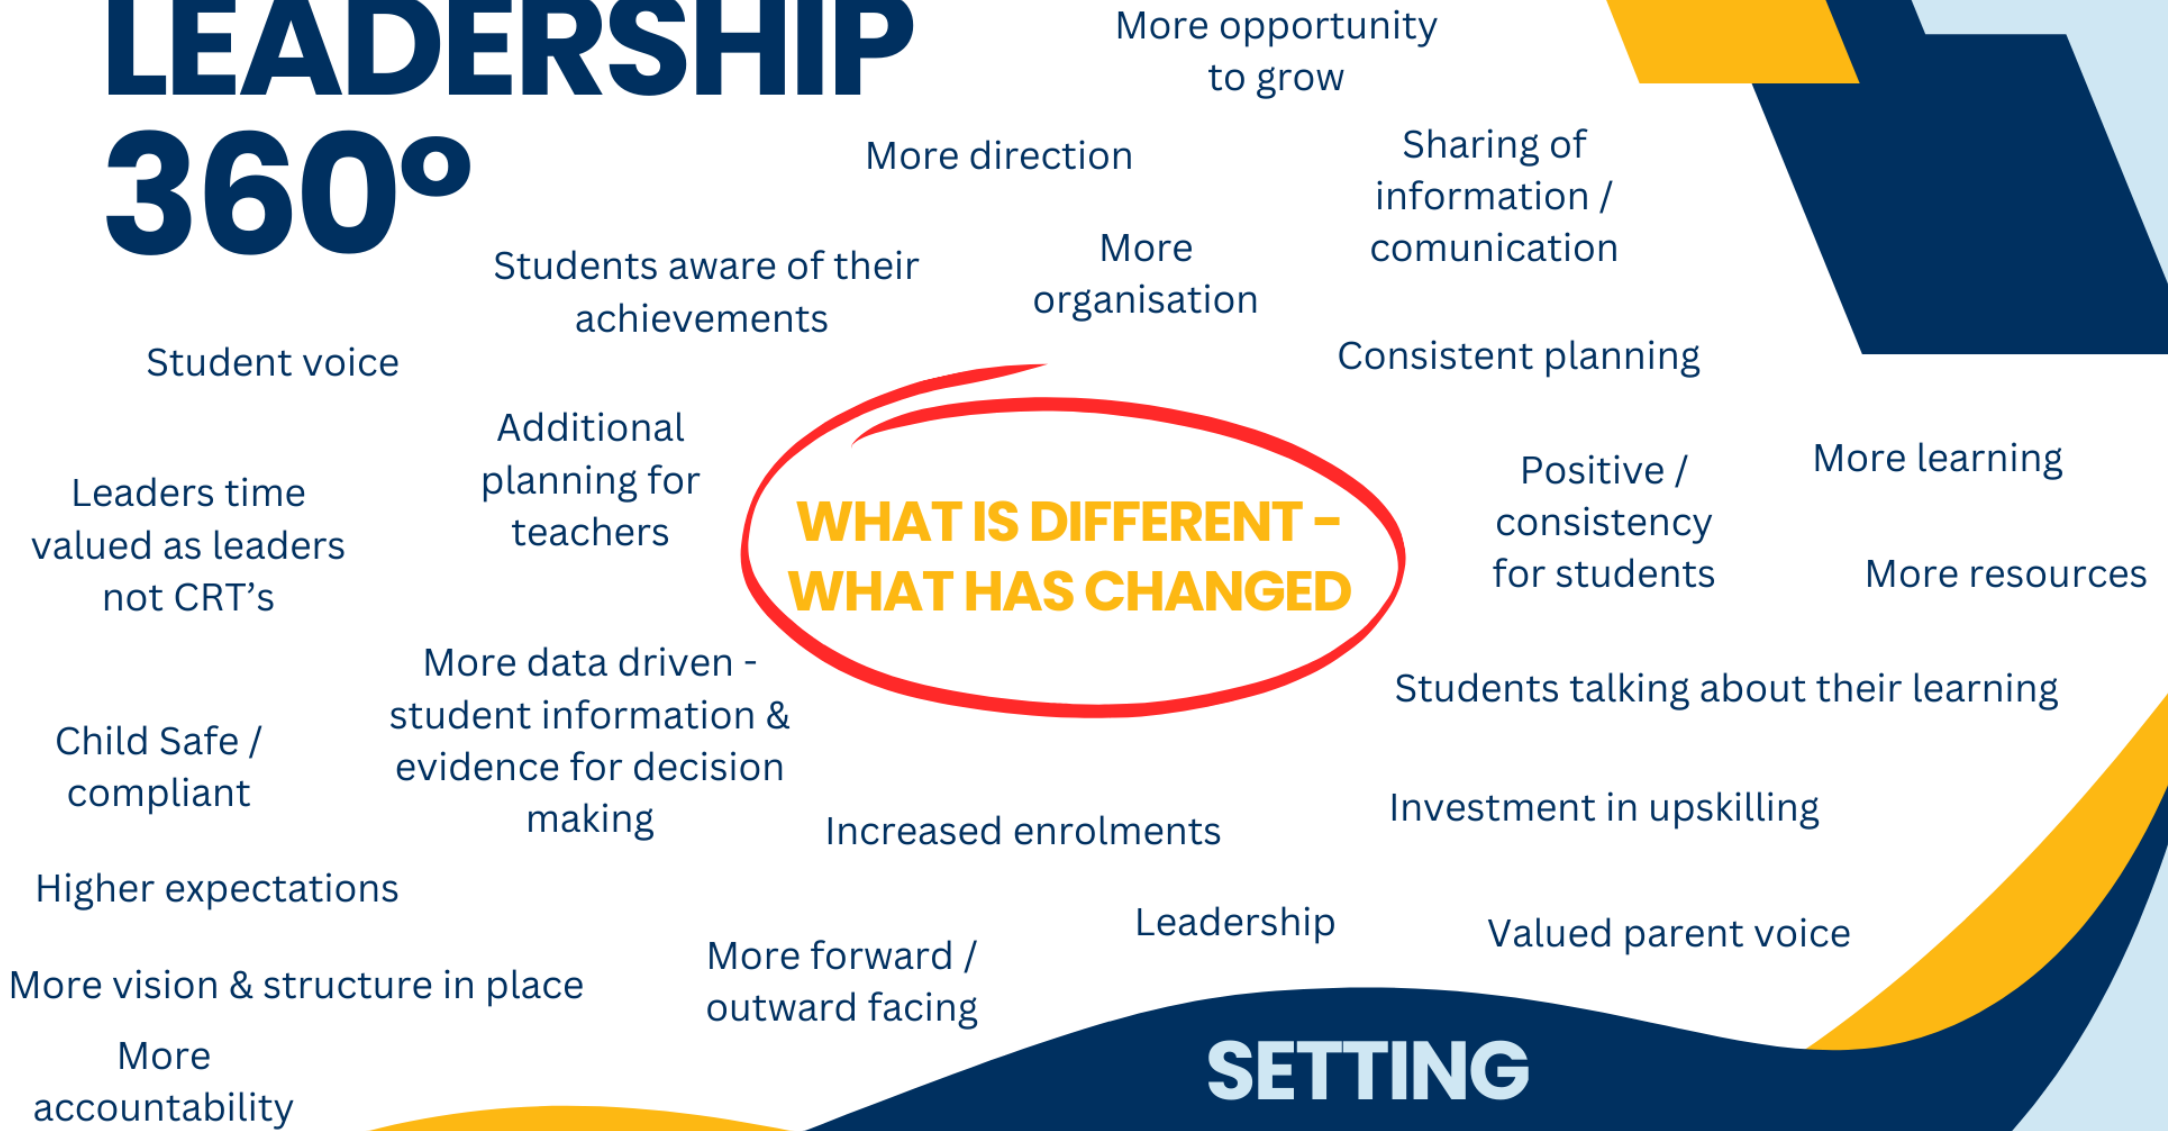 LEADERSHIP
360°
More opportunity
to grow
More direction
Sharing of
information /
comunication
More
organisation
Students aware of their
achievements
Student voice
Consistent planning
Additional
planning for
teachers
Leaders time
valued as leaders
not CRT’s
WHAT IS DIFFERENT -
WHAT HAS CHANGED
Positive /
consistency
for students
More learning
More resources
More data driven -
student information &
evidence for decision
making
Students talking about their learning
Child Safe /
compliant
Increased enrolments
Investment in upskilling
Higher expectations
Leadership
Valued parent voice
More forward /
outward facing
More vision & structure in place
More
accountability
SETTING